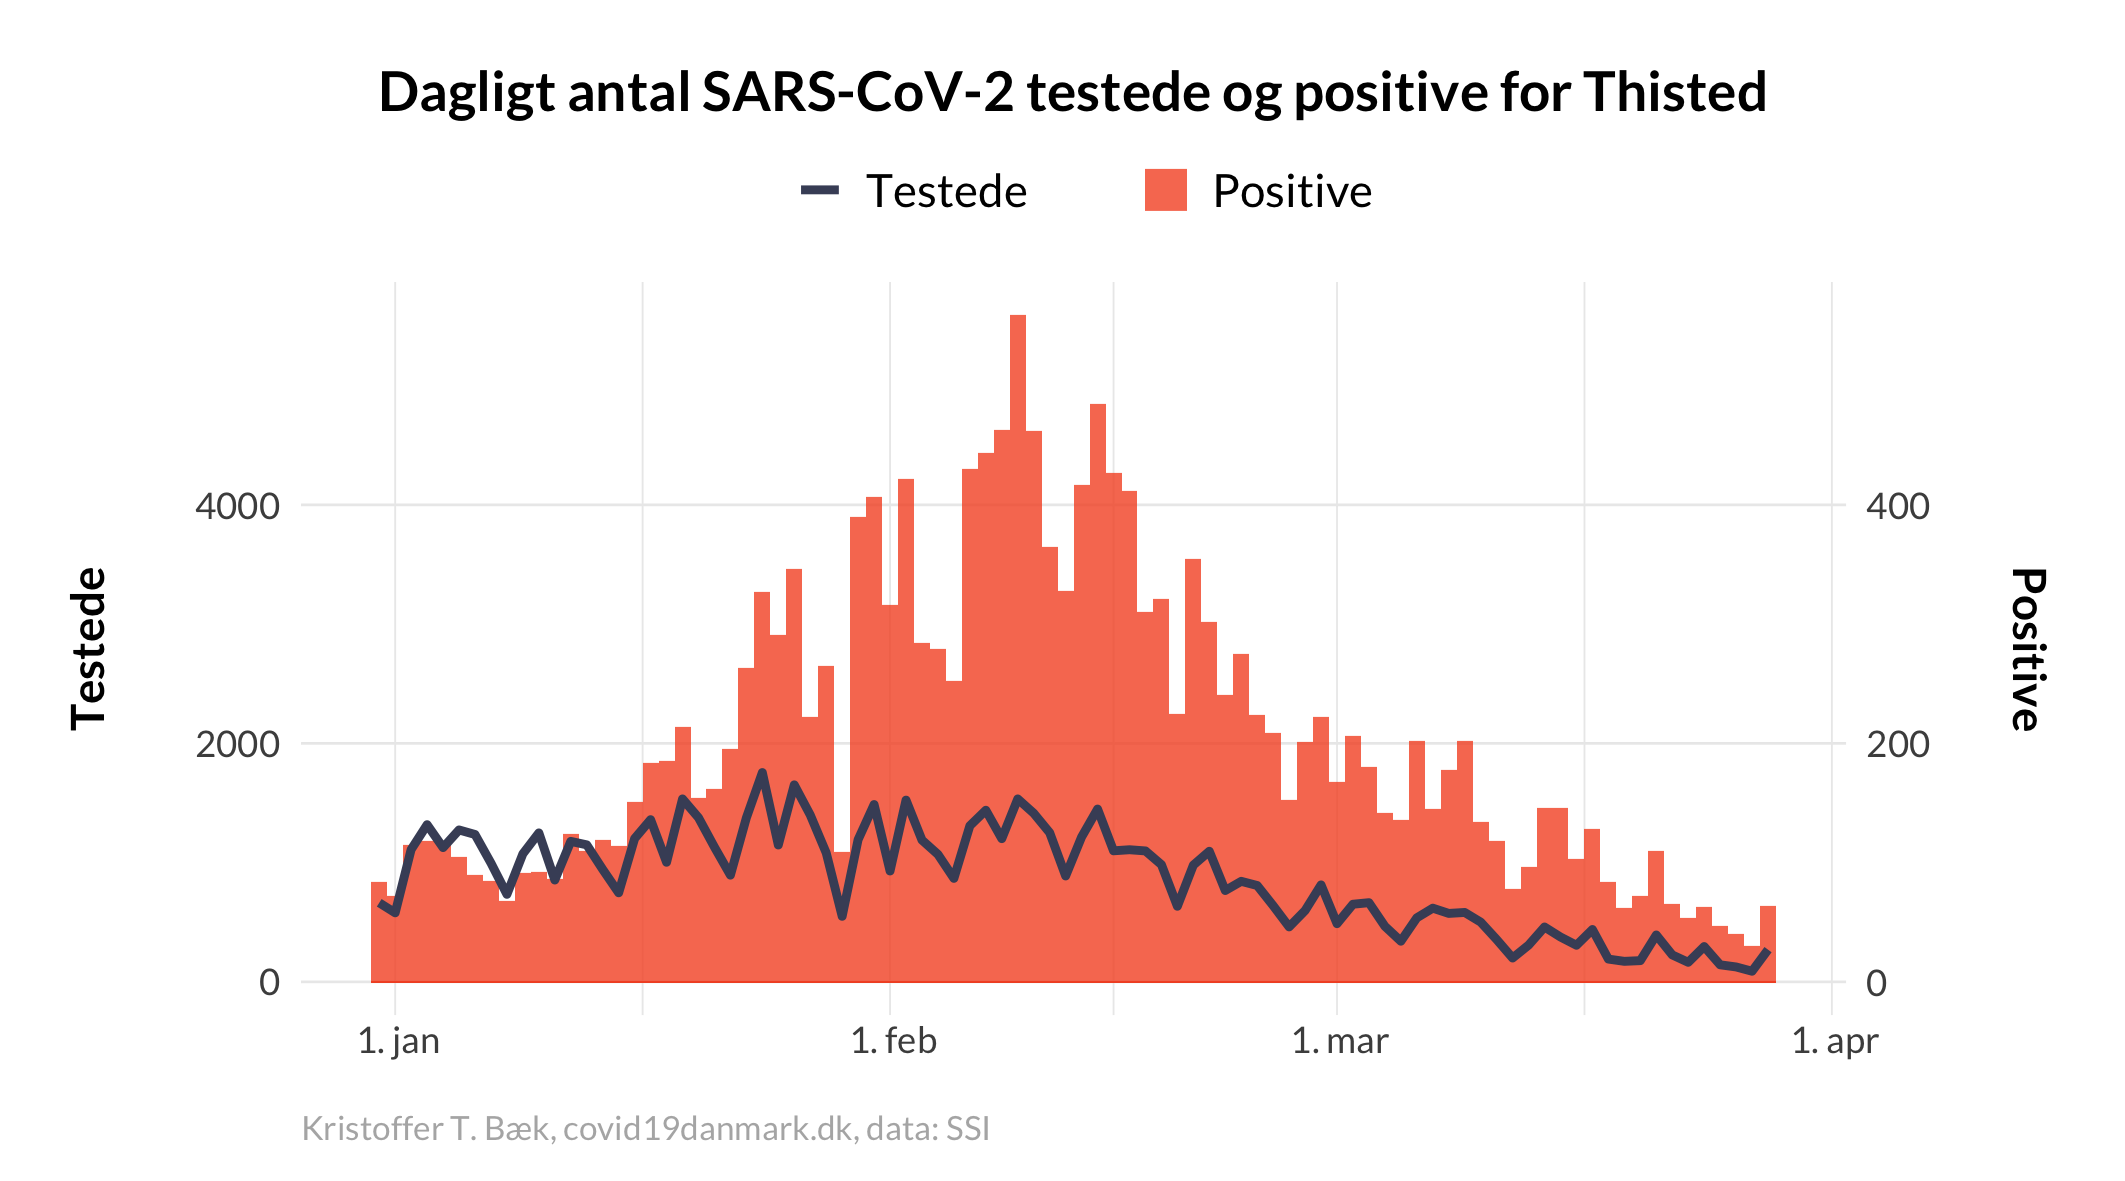 Dagligt antal SARS-CoV-2 testede og positive for Thisted
Testede
Positive
4000
2000
0
Testede
400
200
0
Positive
1. jan
1. feb
1. mar
1. apr
Kristoffer T. Bæk, covid19danmark.dk, data: SSI